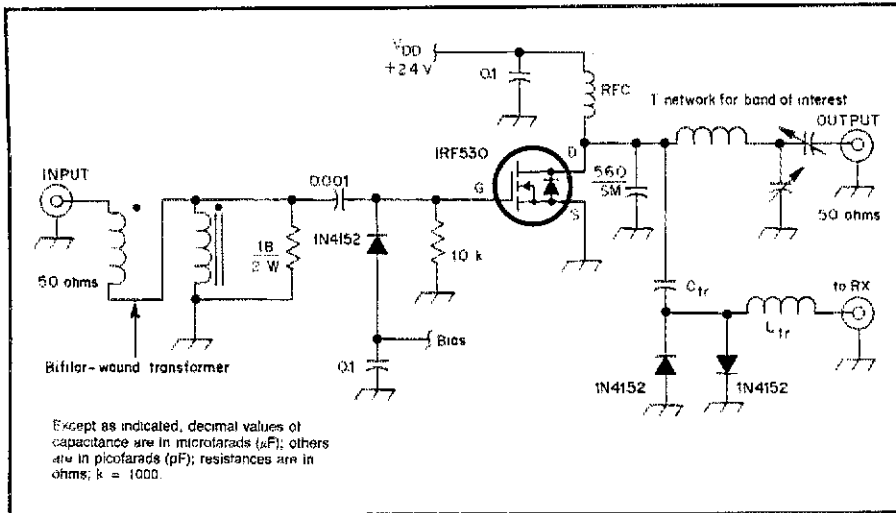 VDD
+24V
0.1
RFC
T network for band of interest
OUTPUT
IRF530
D
G
S
560
SM
50 ohms
INPUT
0.001
1N4152
18
2 W
10 k
50 ohms
Bifilar-wound transformer
Bias
0.1
Ctr
Ltr
to RX
1N4152
1N4152
Except as indicated, decimal values of
capacitance are in microfarads (μF); others
are in picofarads (pF); resistances are in
ohms; k = 1000.